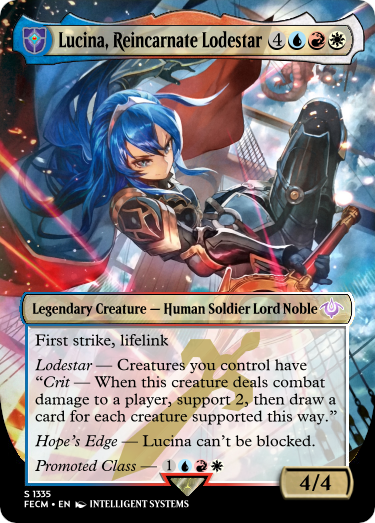 Lucina, Reincarnate Lodestar 4
Legendary Creature — Human Soldier Lord Noble
First strike, lifelink
Lodestar — Creatures you control have
“Crit — When this creature deals combat
damage to a player, support 2, then draw a
card for each creature supported this way.”
Hope's Edge — Lucina can't be blocked.
Promoted Class — 1
4/4
S 1335
FECM • EN INTELLIGENT SYSTEMS